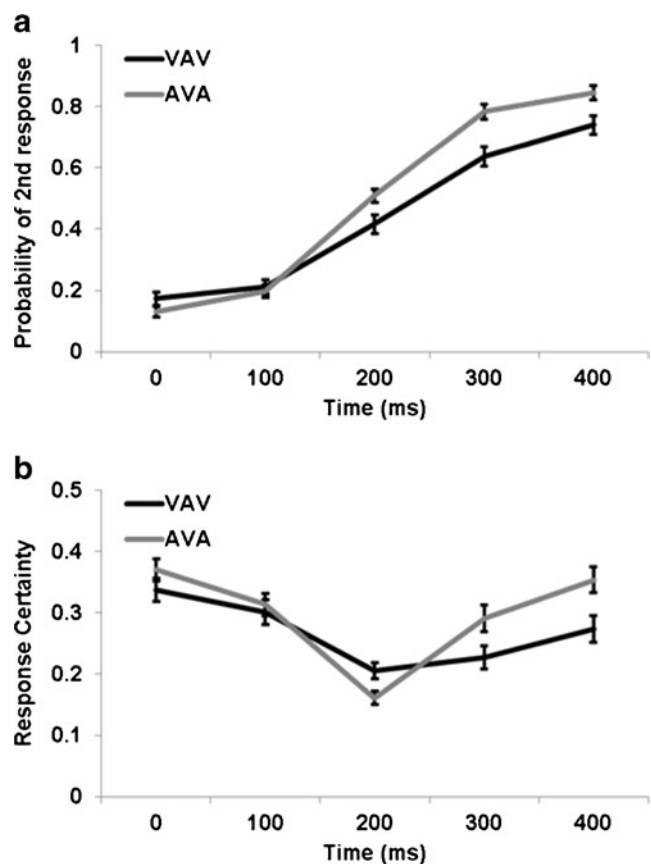 a
1
VAV
AVA
0.8
0.6
0.4
0.2
0
Probability of 2nd response
0 100 200 300 400
Time (ms)
b
0.5
VAV
AVA
0.4
0.3
0.2
0.1
0
Response Certainty
0 100 200 300 400
Time (ms)